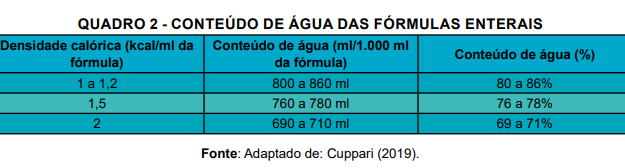 QUADRO 2 - CONTEÚDO DE ÁGUA DAS FÓRMULAS ENTERAIS
Densidade calórica (kcal/ml da fórmula) Conteúdo de água (ml/1.000 ml da fórmula) Conteúdo de água (%)
1 a 1,2 800 a 860 ml 80 a 86%
1,5 760 a 780 ml 76 a 78%
2 690 a 710 ml 69 a 71%
Fonte: Adaptado de: Cuppari (2019).